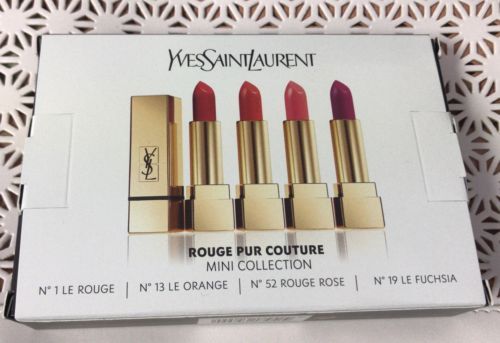 YVESSAINTLAURENT
YSL
ROUGE PUR COUTURE
MINI COLLECTION
N° 1 LE ROUGE | N° 13 LE ORANGE | N° 52 ROUGE ROSE | N° 19 LE FUCHSIA